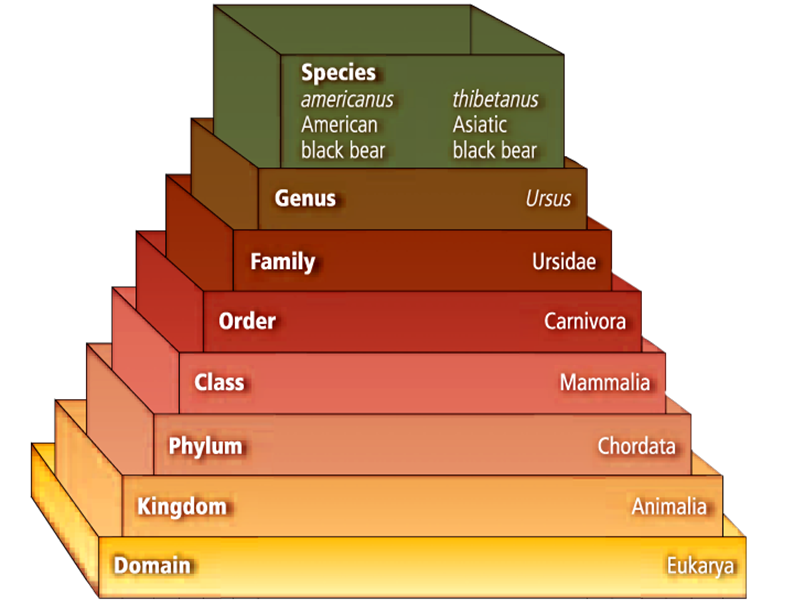 Species
americanus thibetanus
American Asiatic
black bear black bear
Genus Ursus
Family Ursidae
Order Carnivora
Class Mammalia
Phylum Chordata
Kingdom Animalia
Domain Eukarya